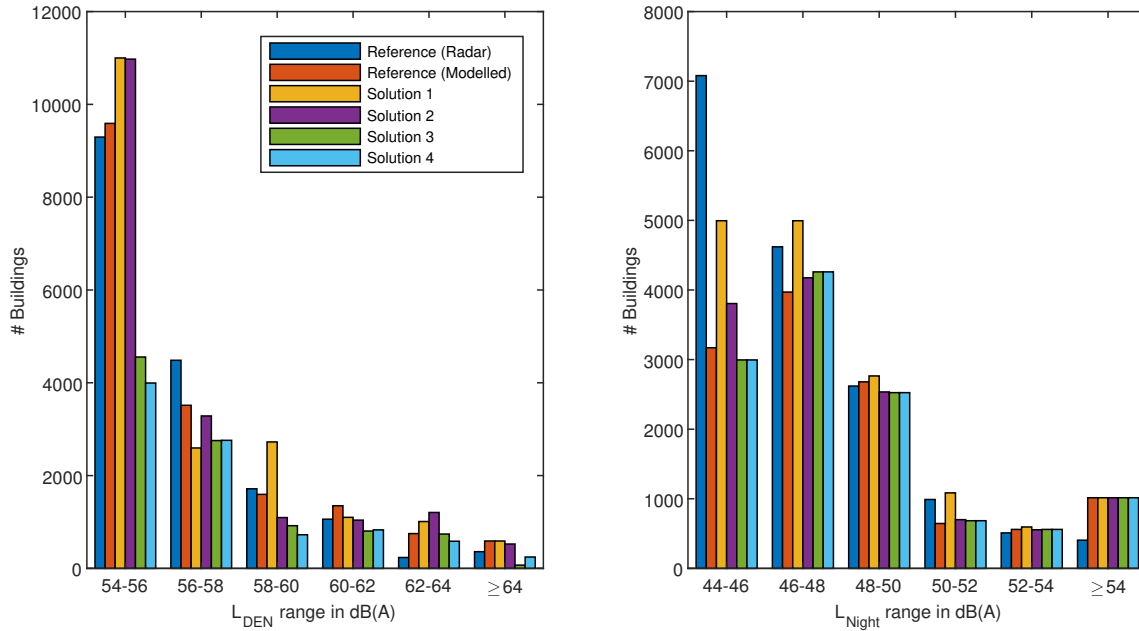 12000
10000
8000
6000
4000
2000
0
# Buildings
Reference (Radar)
Reference (Modelled)
Solution 1
Solution 2
Solution 3
Solution 4
54-56 56-58 58-60 60-62 62-64 ≥64
L_DEN range in dB(A)
8000
7000
6000
5000
4000
3000
2000
1000
0
# Buildings
44-46 46-48 48-50 50-52 52-54 ≥54
L_Night range in dB(A)